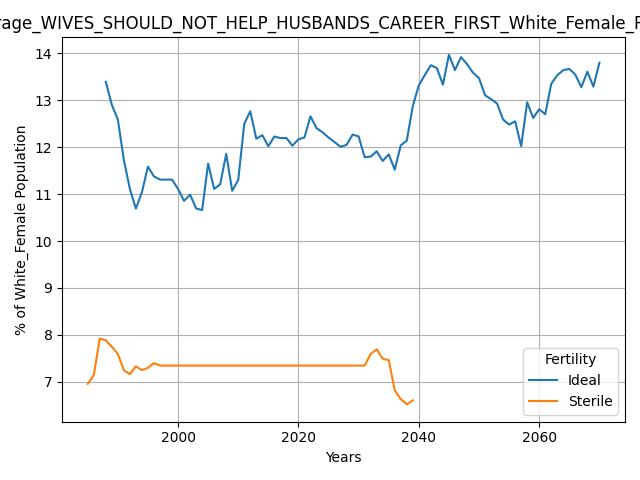 rage_WIVES_SHOULD_NOT_HELP_HUSBANDS_CAREER_FIRST_White_Female_F
14
13
12
11
10
9
8
7
% of White_Female Population
2000
2020
2040
2060
Years
Fertility
Ideal
Sterile